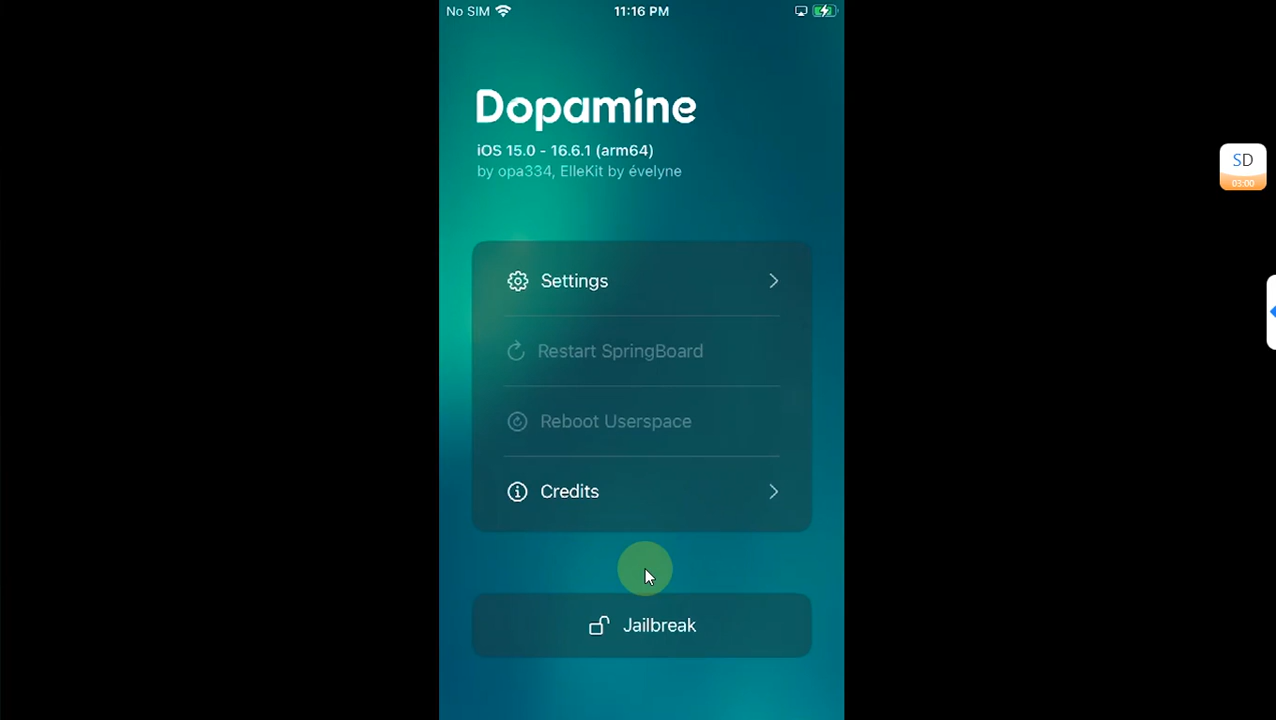 No SIM
11:16 PM
Dopamine
iOS 15.0 - 16.6.1 (arm64)
by opa334, ElleKit by évelyne
SD
03:00
Settings
Restart SpringBoard
Reboot Userspace
Credits
Jailbreak